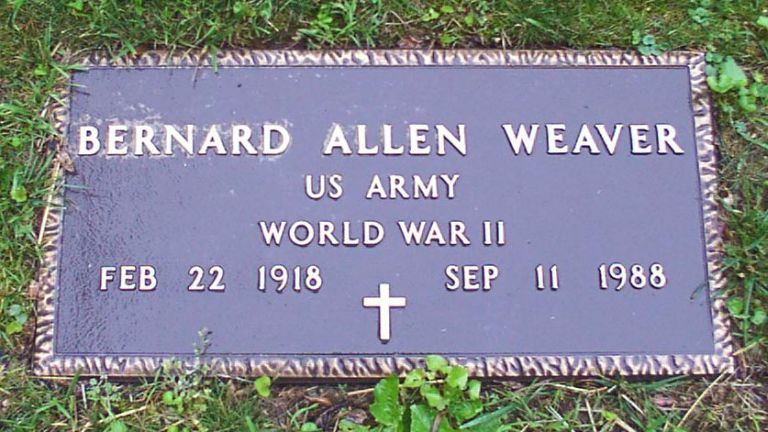 BERNARD ALLEN WEAVER
US ARMY
WORLD WAR II
FEB 22 1918 SEP 11 1988